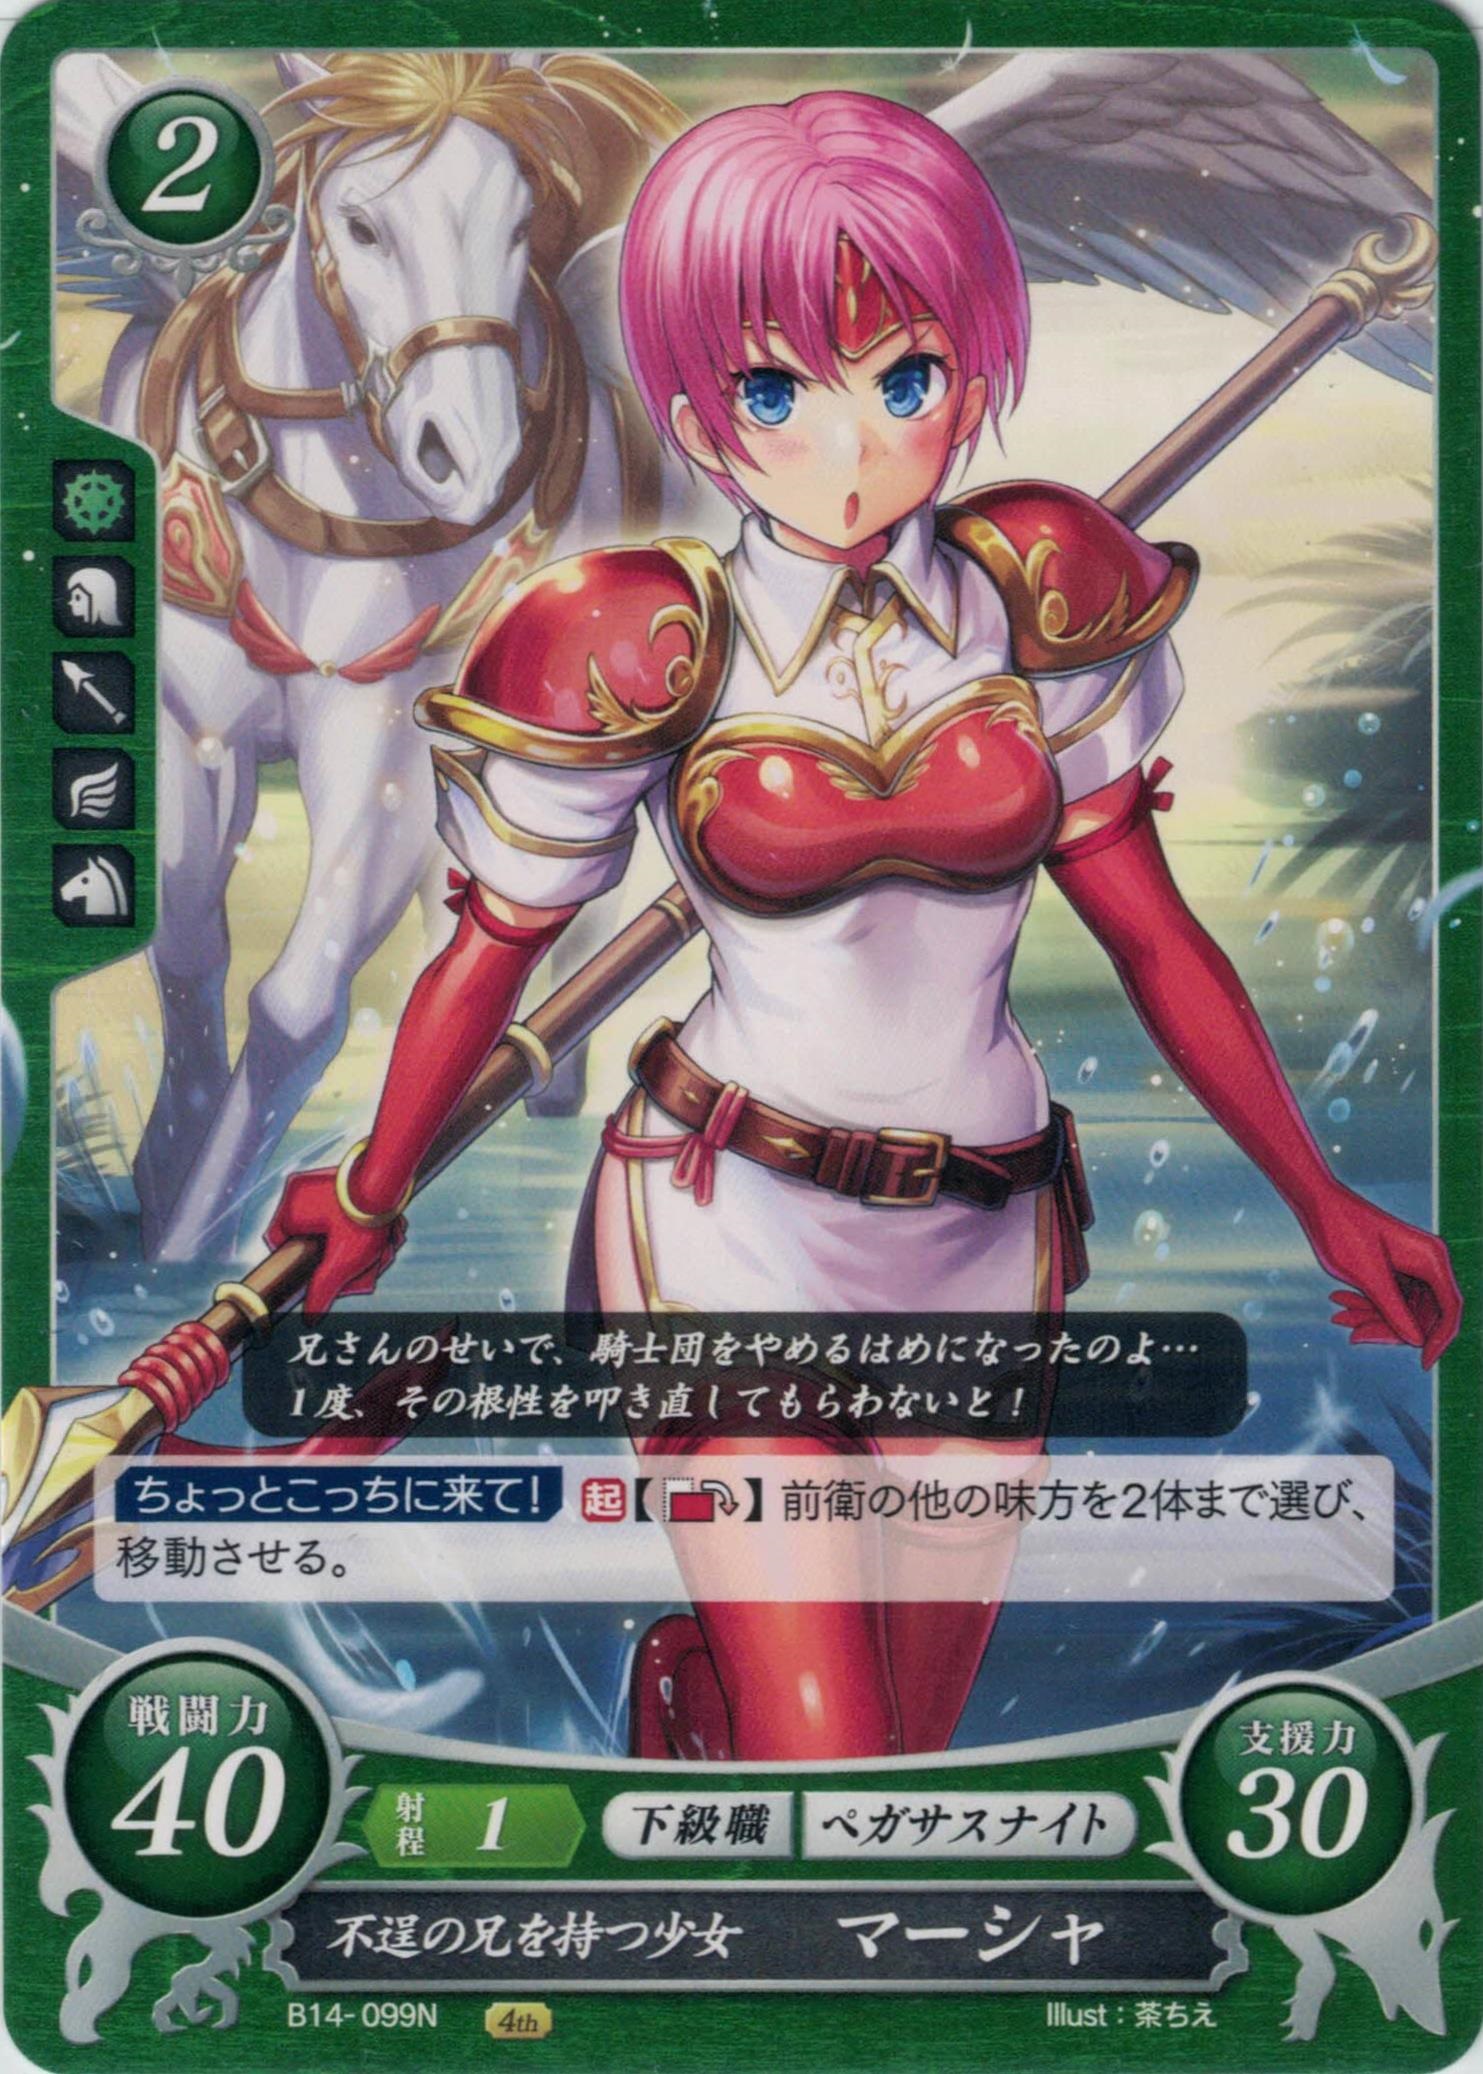 2
兄さんのせいで、騎士団をやめるはめになったのよ…
1度、その根性を叩き直してもらわないと！
ちょっとこっちに来て！ 起【 】前衛の他の味方を2体まで選び、
移動させる。
戦闘力
40
射程 1
下級職 ペガサスナイト
支援力
30
不逞の兄を持つ少女 マーシャ
B14-099N 4th Illust：茶ちえ